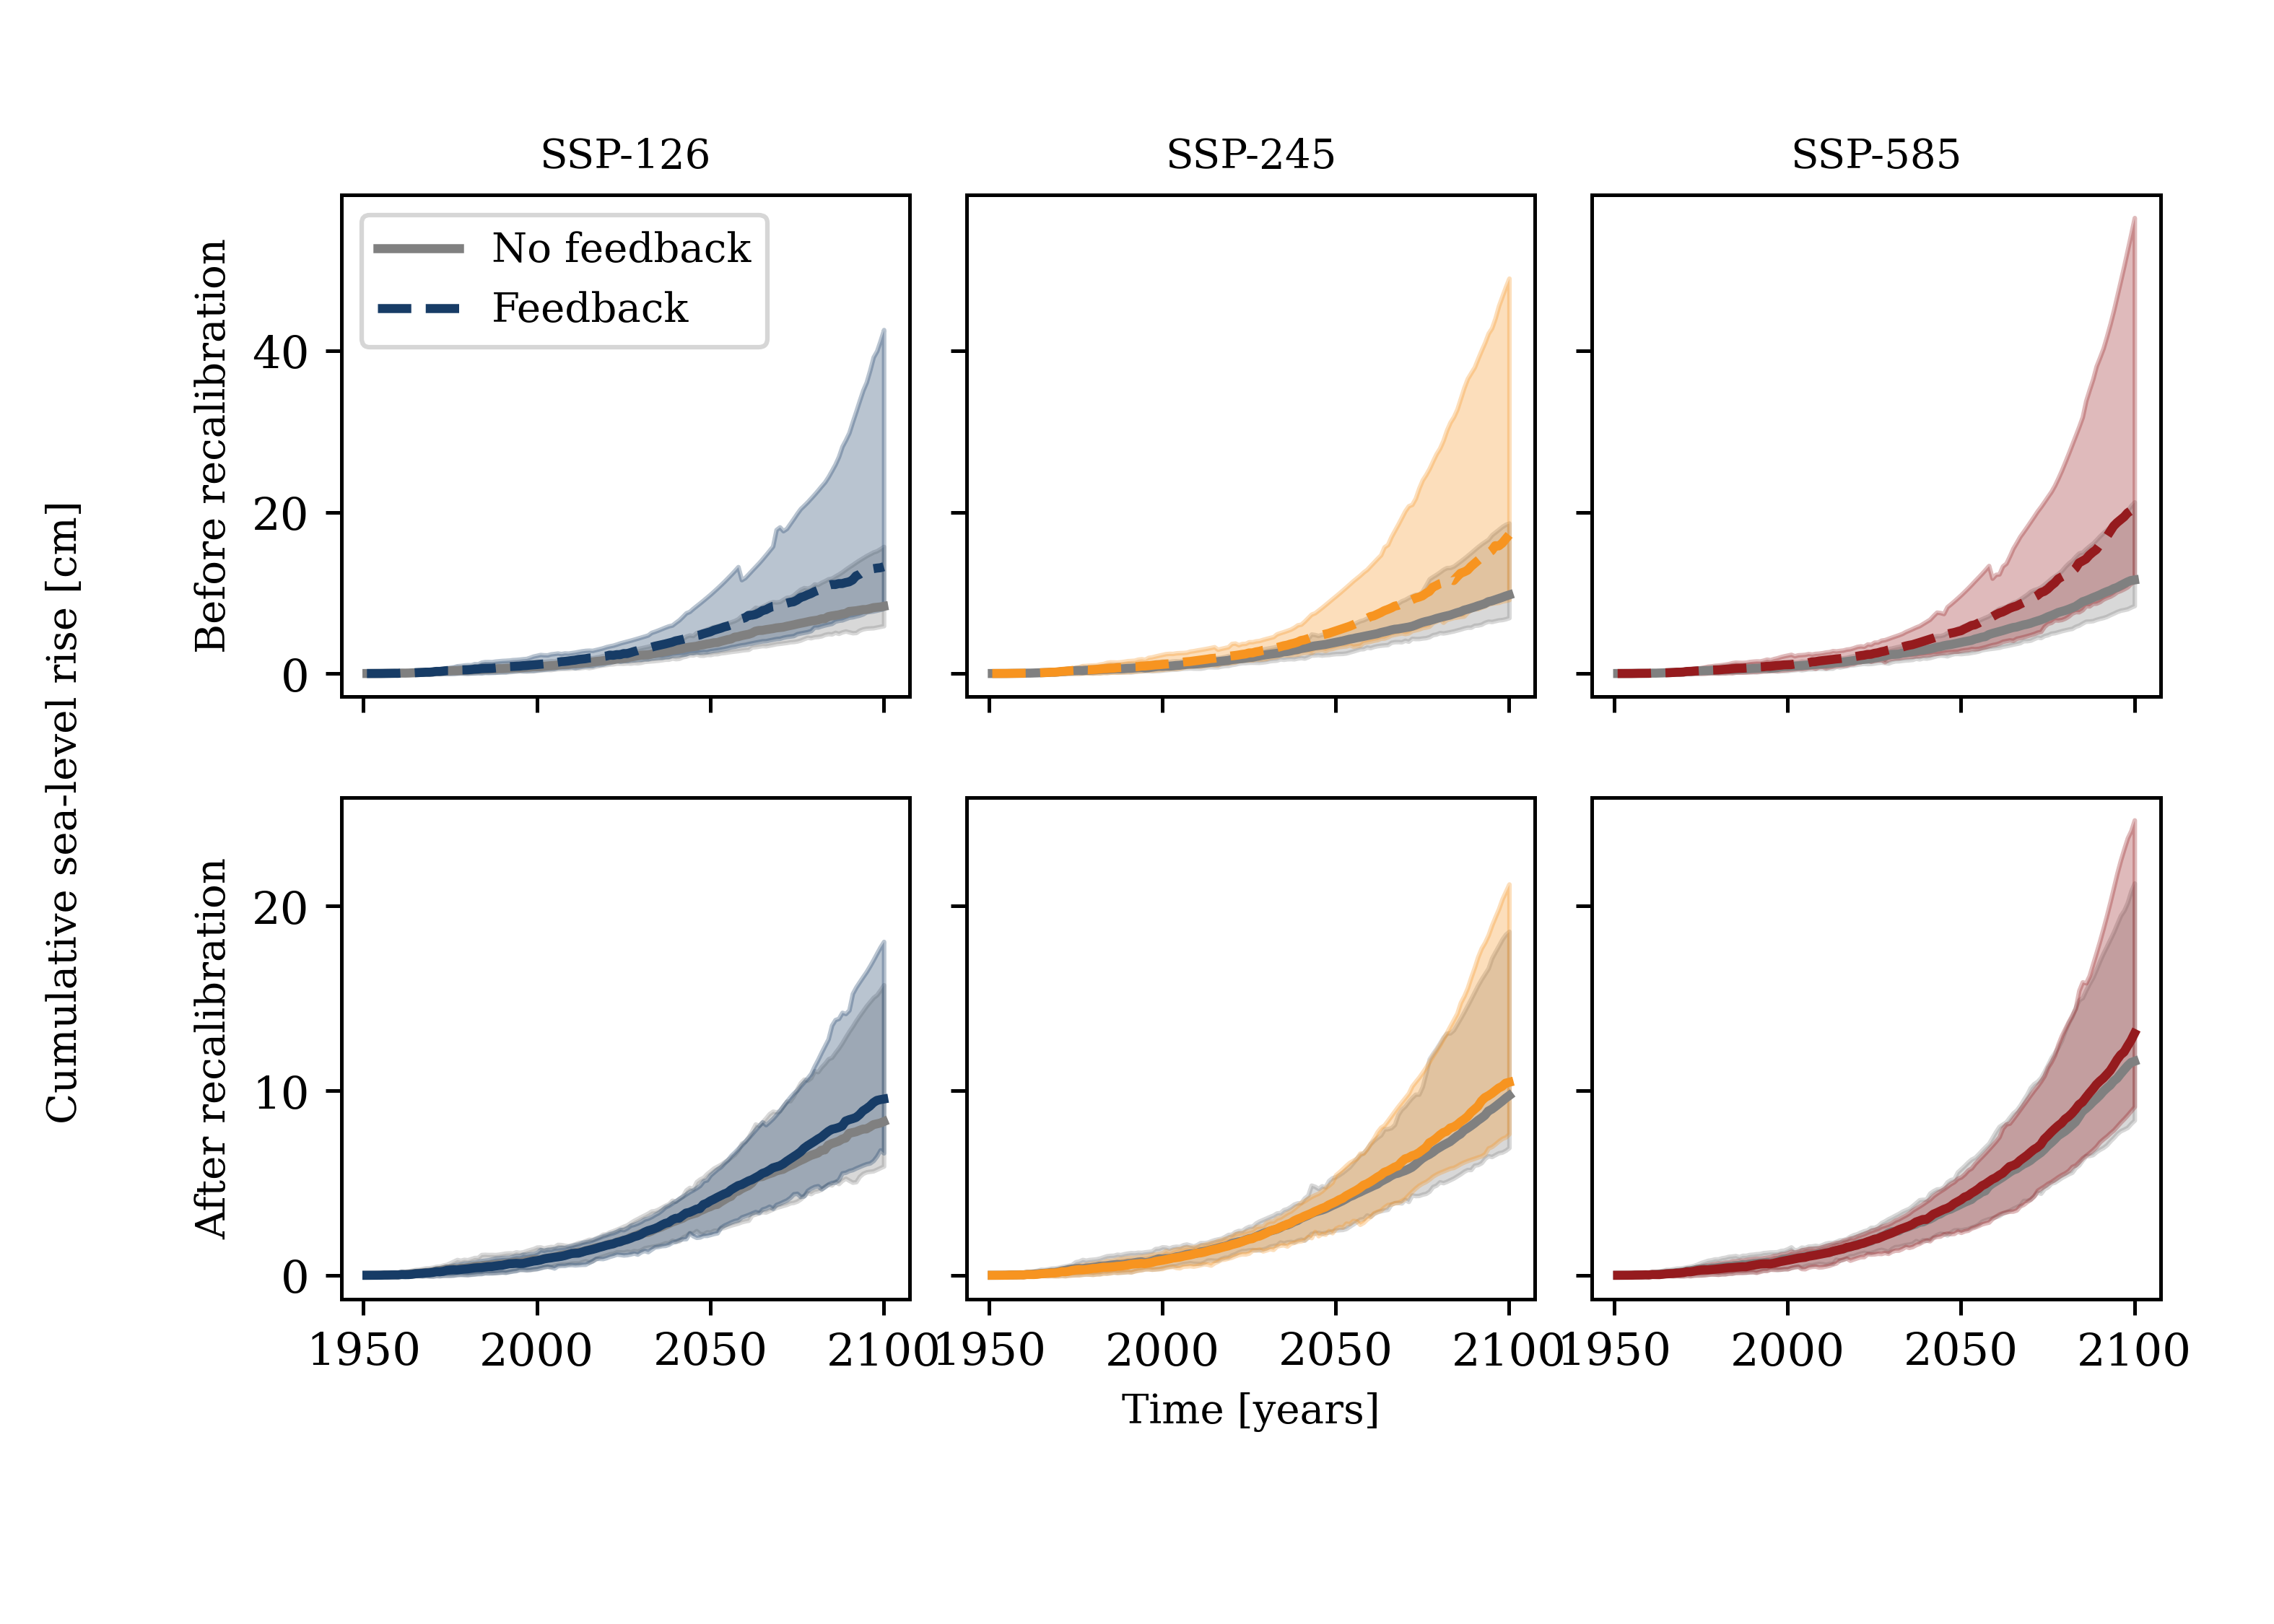 SSP-126
SSP-245
SSP-585
No feedback
Feedback
Before recalibration
40
20
0
Cumulative sea-level rise [cm]
After recalibration
20
10
0
1950
2000
2050
2100
1950
2000
2050
2100
1950
2000
2050
2100
Time [years]